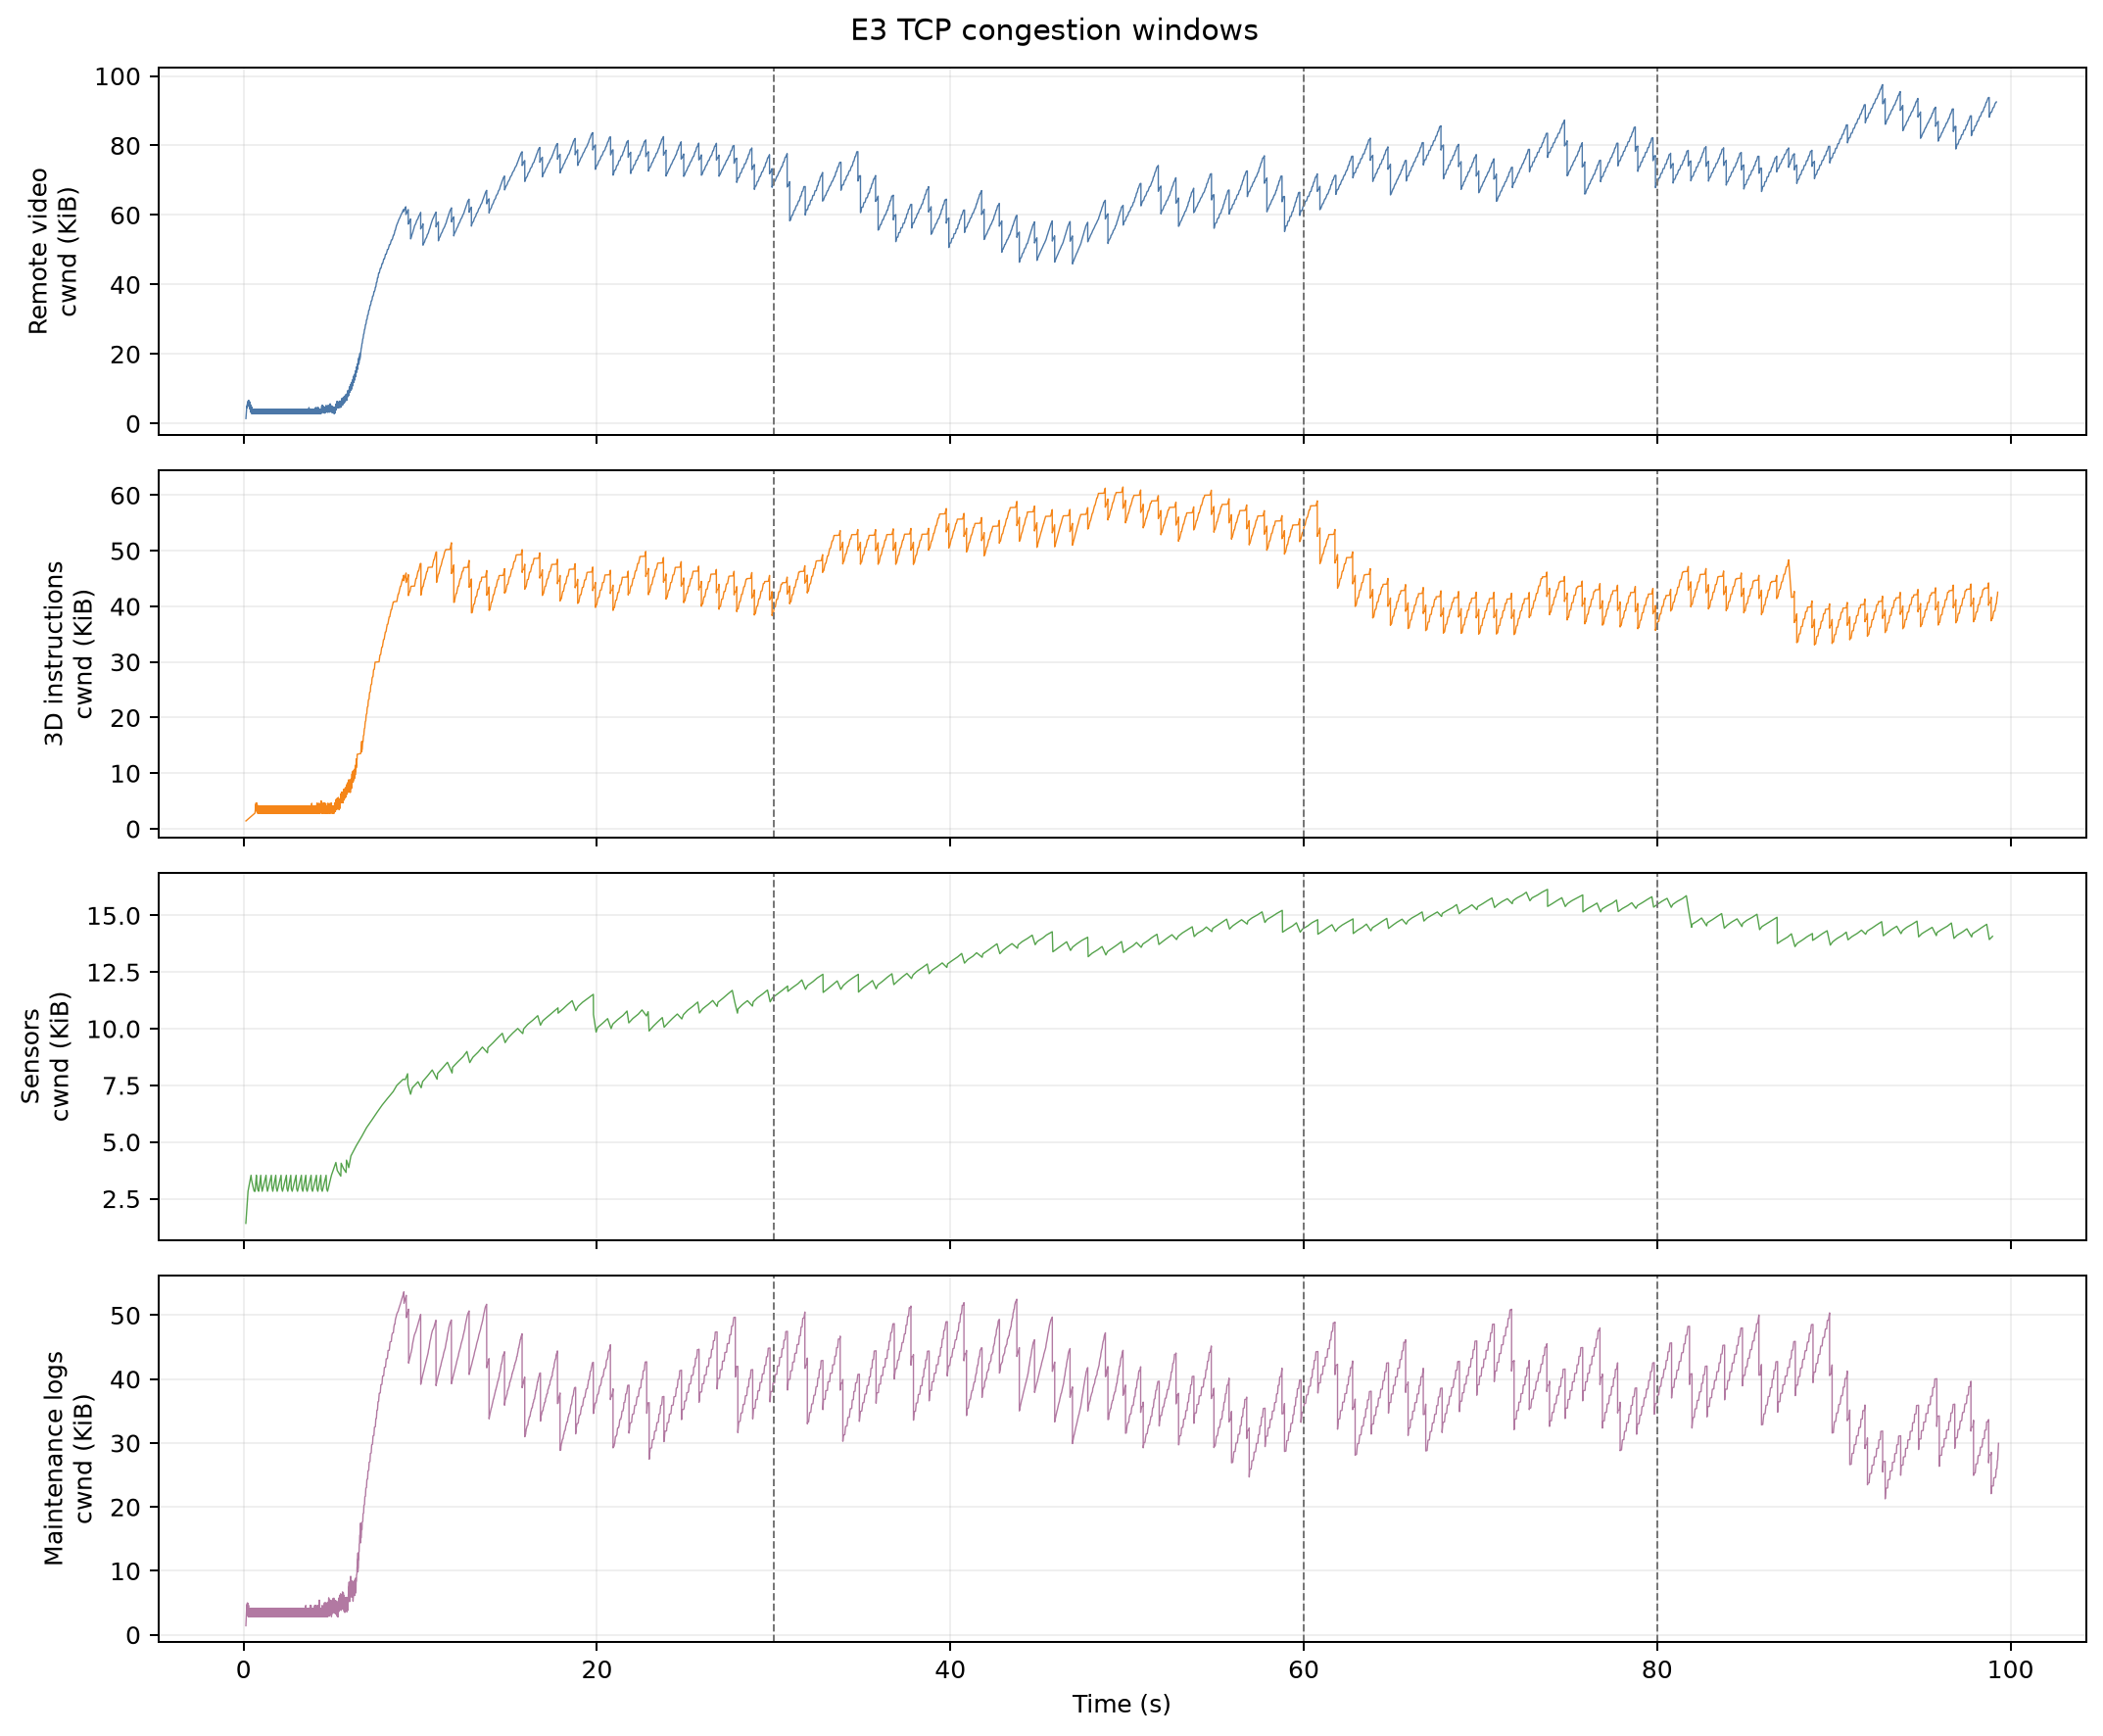 E3 TCP congestion windows
Remote video
cwnd (KiB)
100
80
60
40
20
0
3D instructions
cwnd (KiB)
60
50
40
30
20
10
0
Sensors
cwnd (KiB)
15.0
12.5
10.0
7.5
5.0
2.5
Maintenance logs
cwnd (KiB)
50
40
30
20
10
0
0 20 40 60 80 100
Time (s)